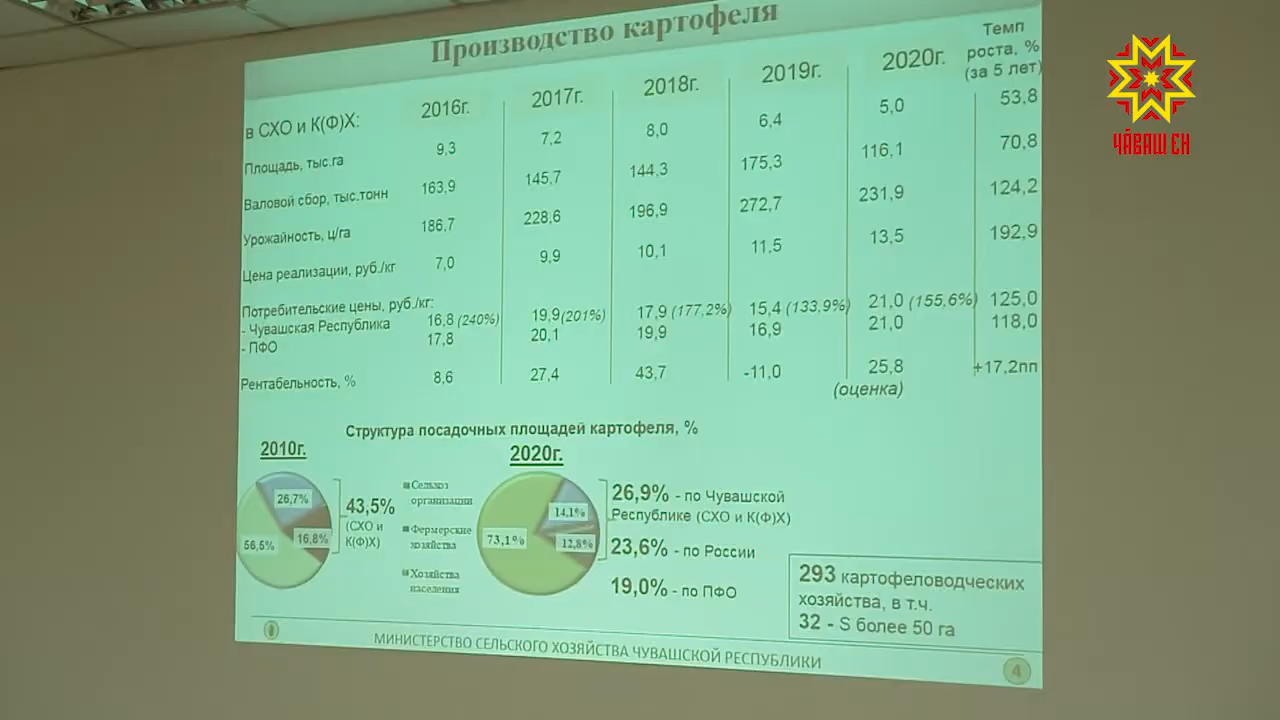 Производство картофеля
2016г. 2017г. 2018г. 2019г. 2020г. Темп роста, % (за 5 лет)
в СХО и К(Ф)Х:
Площадь, тыс.га 9,3 7,2 8,0 6,4 5,0 53,8
Валовой сбор, тыс.тонн 163,9 145,7 144,3 175,3 116,1 70,8
Урожайность, ц/га 186,7 228,6 196,9 272,7 231,9 124,2
Цена реализации, руб./кг 7,0 9,9 10,1 11,5 13,5 192,9
Потребительские цены, руб./кг:
- Чувашская Республика 16,8 (240%) 19,9 (201%) 17,9 (177,2%) 15,4 (133,9%) 21,0 (155,6%) 125,0
- ПФО 17,8 20,1 19,9 16,9 21,0 118,0
Рентабельность, % 8,6 27,4 43,7 -11,0 25,8 +17,2пп
(оценка)
Структура посадочных площадей картофеля, %
2010г.
26,7%
16,8%
56,5%
43,5%
(СХО и
К(Ф)Х)
Сельхоз
организации
Фермерские
хозяйства
Хозяйства
населения
2020г.
14,1%
12,8%
73,1%
26,9% - по Чувашской
Республике (СХО и К(Ф)Х)
23,6% - по России
19,0% - по ПФО
293 картофелеводческих
хозяйства, в т.ч.
32 - S более 50 га
МИНИСТЕРСТВО СЕЛЬСКОГО ХОЗЯЙСТВА ЧУВАШСКОЙ РЕСПУБЛИКИ
4
ЧӐВАШ ЕН